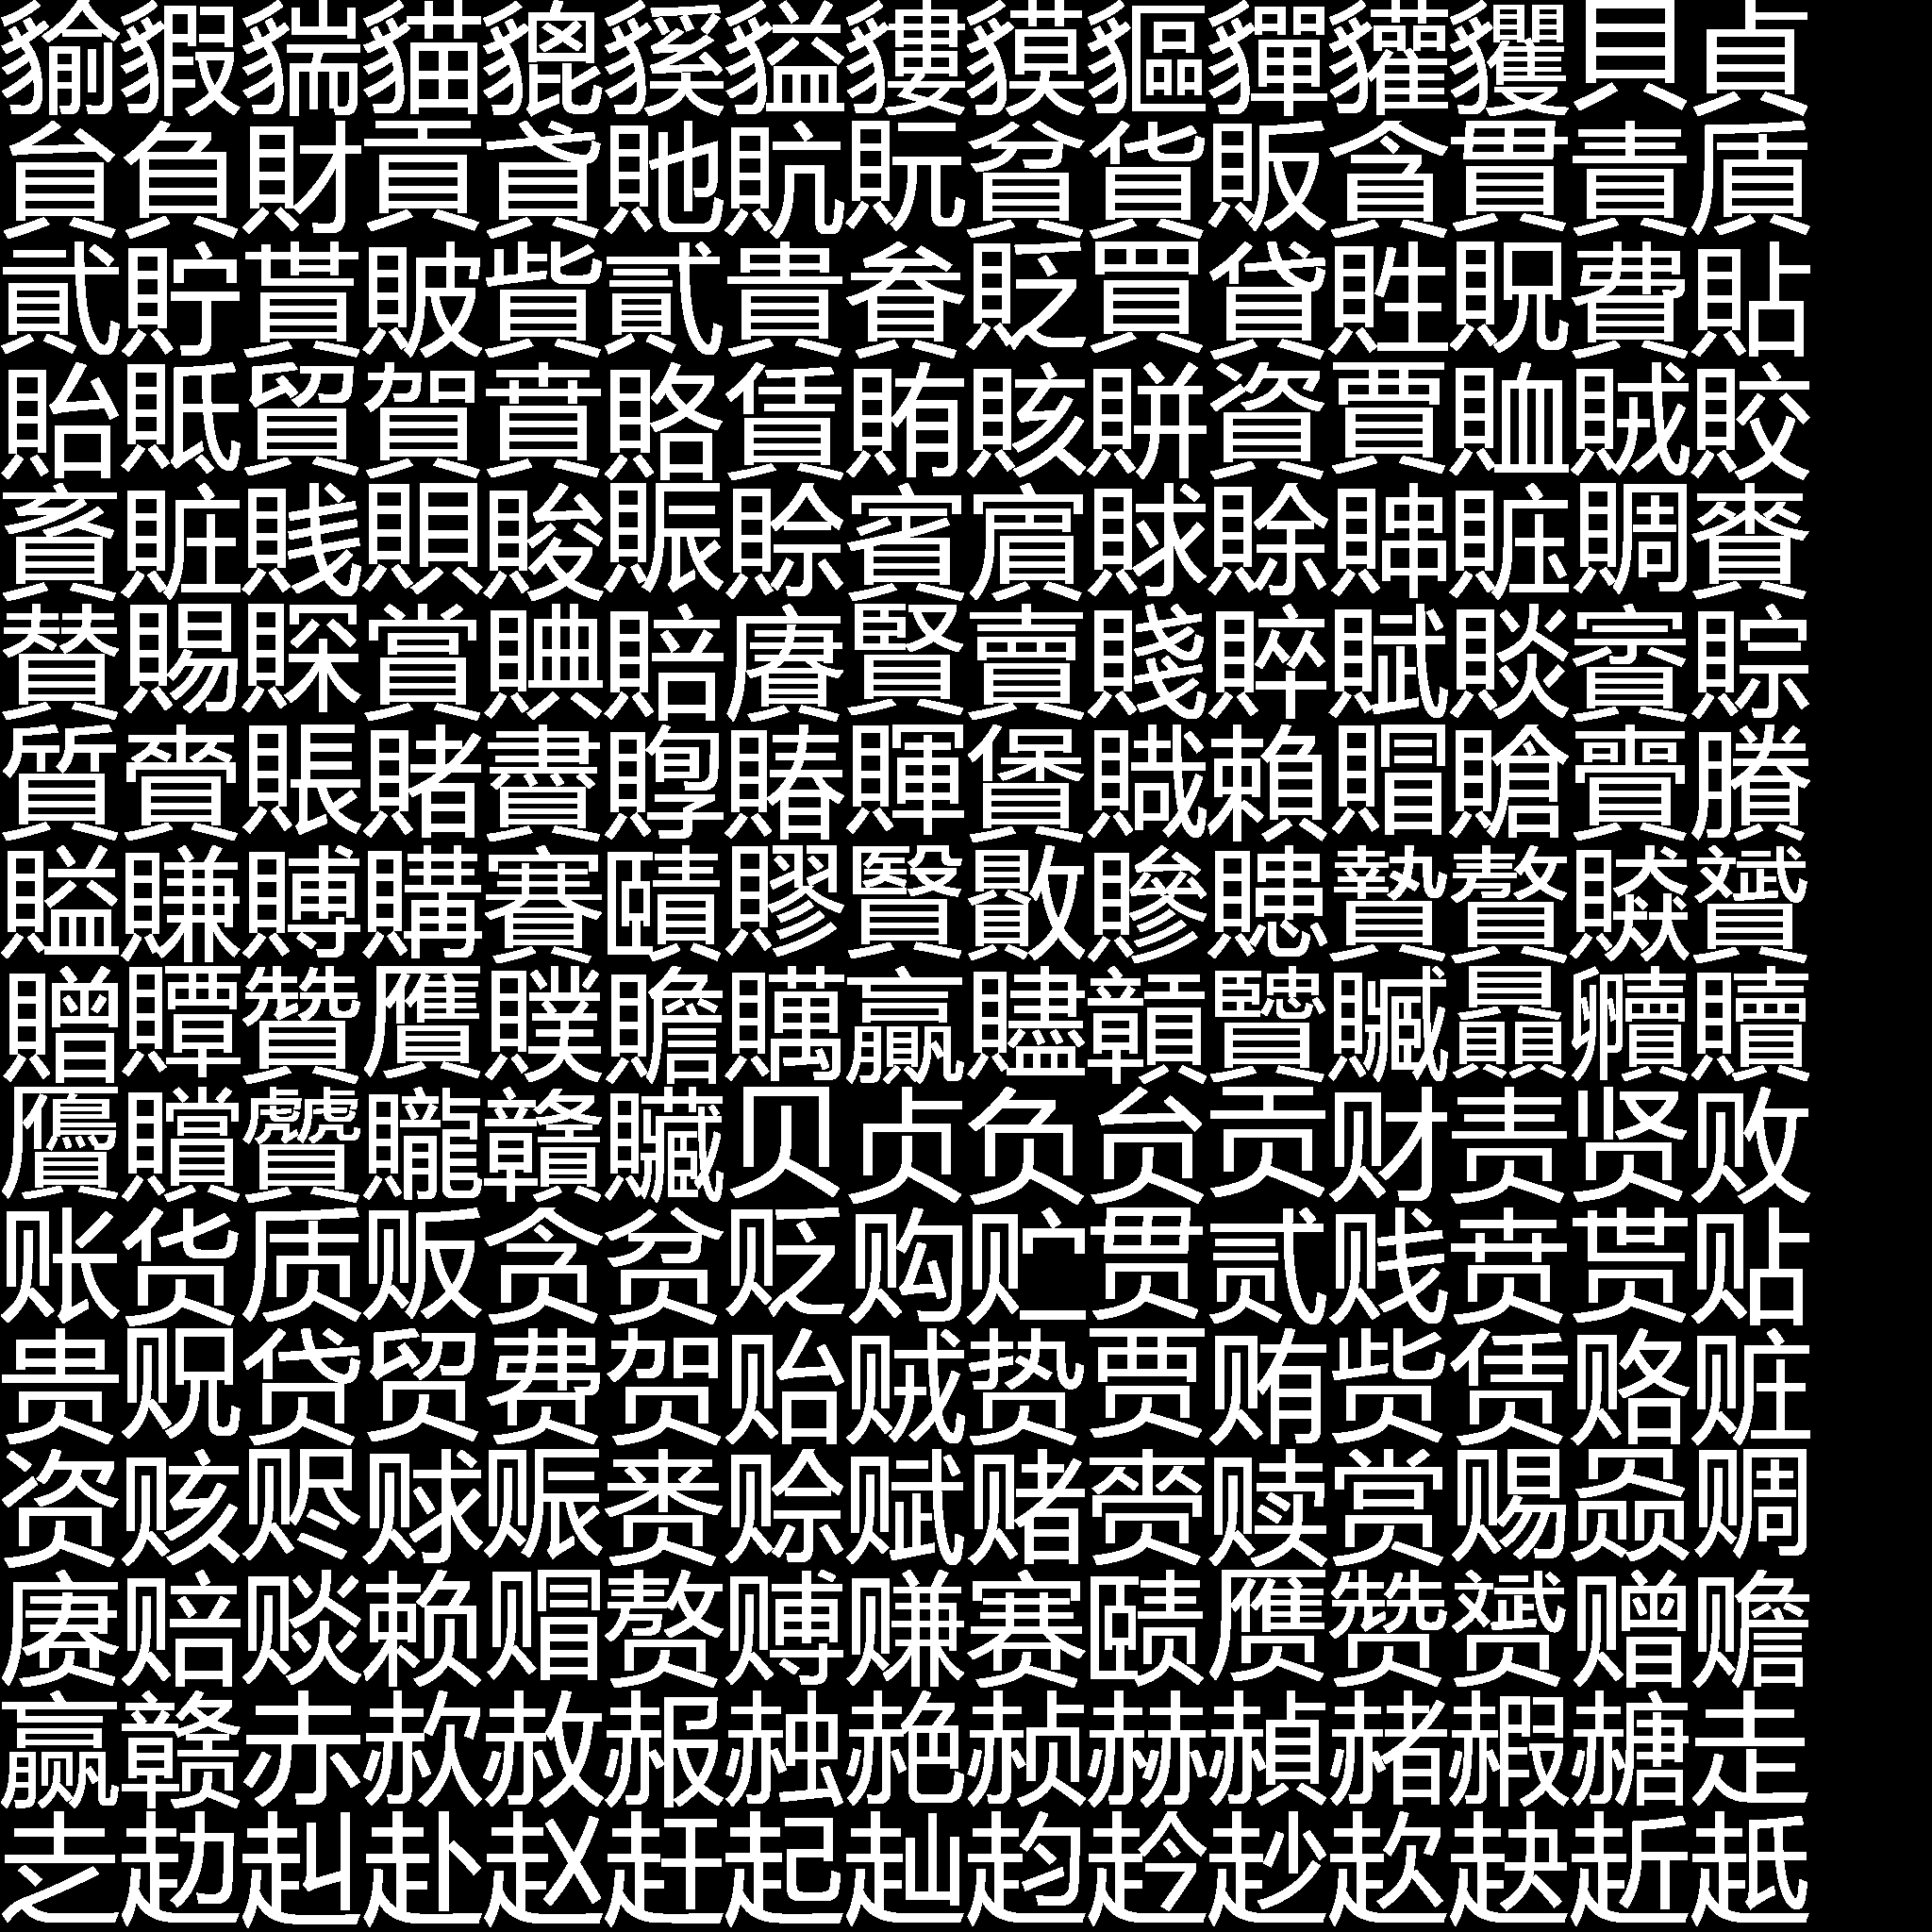 貐貑貒貓貔貕貖貗貘貙貚貛貜貝貞
貟負財貢貣貤貥貦貧貨販貪貫責貭
貮貯貰貱貲貳貴貵貶買貸貹貺費貼
貽貾貿賀賁賂賃賄賅賆資賈賉賊賋
賌賍賎賏賐賑賒賓賔賕賖賗賘賙賚
賛賜賝賞賟賠賡賢賣賤賥賦賧賨賩
質賫賬賭賮賯賰賱賲賳賴賵賶賷賸
賹賺賻購賽賾賿贀贁贂贃贄贅贆贇
贈贉贊贋贌贍贎贏贐贑贒贓贔贕贖
贗贘贙贚贛贜贝贞负贠贡财责贤败
账货质贩贪贫贬购贮贯贰贱贲贳贴
贵贶贷贸费贺贻贼贽贾贿赀赁赂赃
资赅赆赇赈赉赊赋赌赍赎赏赐赑赒
赓赔赕赖赗赘赙赚赛赜赝赞赟赠赡
赢赣赤赥赦赧赨赩赪赫赬赭赮赯走
赱赲赳赴赵赶起赸赹赺赻赼赽赾赿